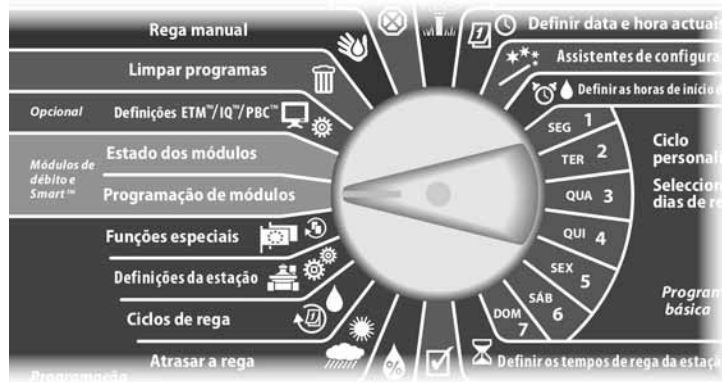 Rega manual
Limpar programas
Opcional
Definições ETM™/IQ™/PBC™
Módulos de
débito e
Smart™
Estado dos módulos
Programação de módulos
Funções especiais
Definições da estação
Ciclos de rega
Atrasar a rega
Programação
Definir data e hora actuais
Assistentes de configura
Definir as horas de início
SEG 1
TER 2
QUA 3
QUI 4
SEX 5
SÁB 6
DOM 7
Ciclo
personali
Seleccion
dias de re
Program
básica
Definir os tempos de rega da estaçã
%